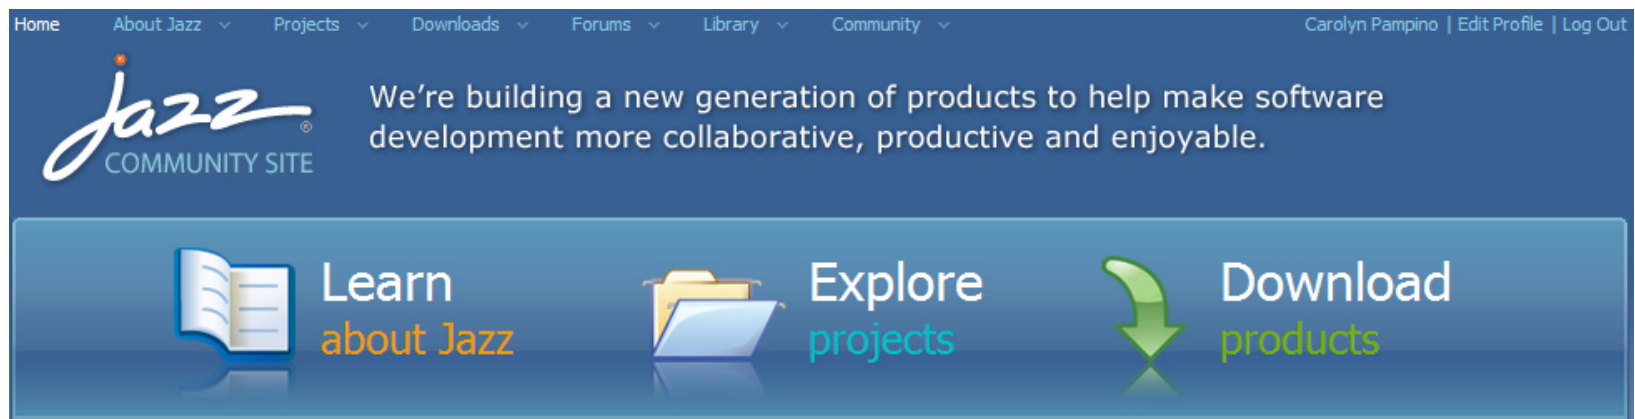 Home About Jazz Projects Downloads Forums Library Community Carolyn Pampino | Edit Profile | Log Out
jazz®
COMMUNITY SITE
We're building a new generation of products to help make software
development more collaborative, productive and enjoyable.
Learn
about Jazz
Explore
projects
Download
products